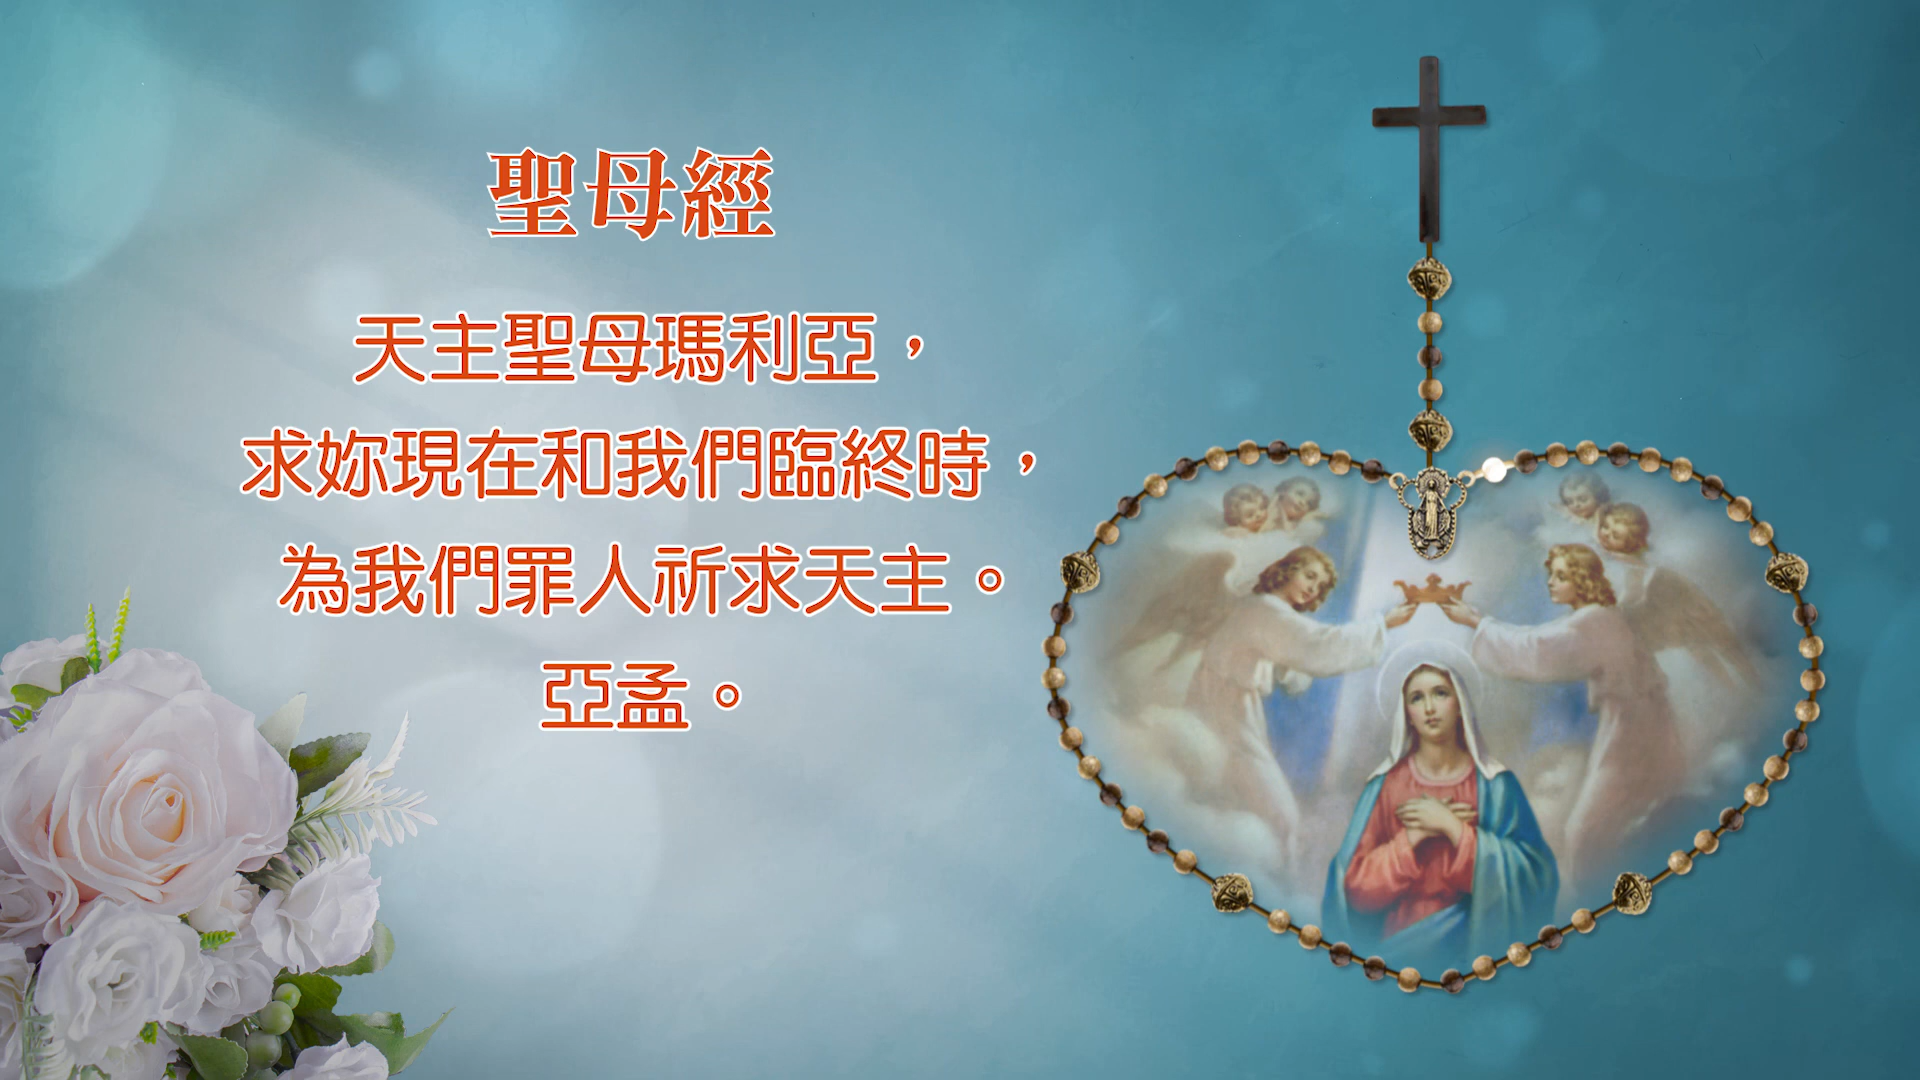 聖母經
天主聖母瑪利亞，
求妳現在和我們臨終時，
為我們罪人祈求天主。
亞孟。